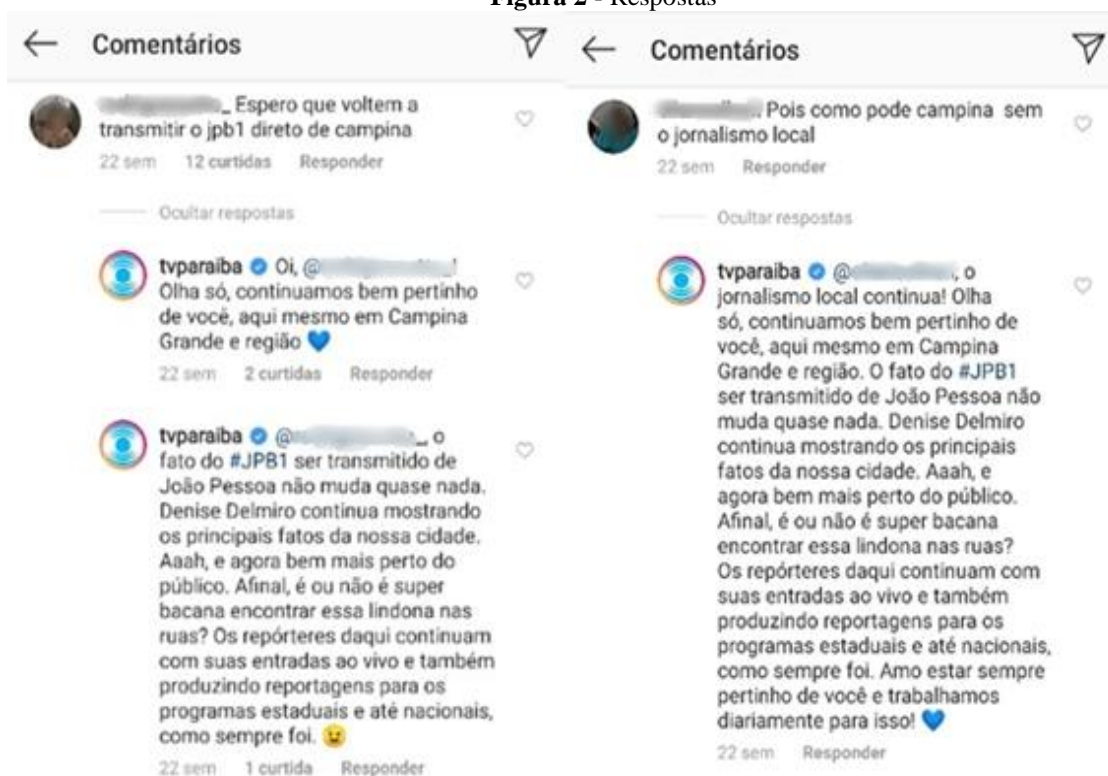 Figura 2 - Respostas
Comentários
_ Espero que voltem a
transmitir o jpb1 direto de campina
22 sem 12 curtidas Responder
Ocultar respostas
tvparaiba Oi, @
Olha só, continuamos bem pertinho
de você, aqui mesmo em Campina
Grande e região 💙
22 sem 2 curtidas Responder
tvparaiba @ _, o
fato do #JPB1 ser transmitido de
João Pessoa não muda quase nada.
Denise Delmiro continua mostrando
os principais fatos da nossa cidade.
Aaah, e agora bem mais perto do
público. Afinal, é ou não é super
bacana encontrar essa lindona nas
ruas? Os repórteres daqui continuam
com suas entradas ao vivo e também
produzindo reportagens para os
programas estaduais e até nacionais,
como sempre foi. 😉
22 sem 1 curtida Responder
Comentários
Pois como pode campina sem
o jornalismo local
22 sem Responder
Ocultar respostas
tvparaiba @ , o
jornalismo local continua! Olha
só, continuamos bem pertinho de
você, aqui mesmo em Campina
Grande e região. O fato do #JPB1
ser transmitido de João Pessoa não
muda quase nada. Denise Delmiro
continua mostrando os principais
fatos da nossa cidade. Aaah, e
agora bem mais perto do público.
Afinal, é ou não é super bacana
encontrar essa lindona nas ruas?
Os repórteres daqui continuam com
suas entradas ao vivo e também
produzindo reportagens para os
programas estaduais e até nacionais,
como sempre foi. Amo estar sempre
pertinho de você e trabalhamos
diariamente para isso! 💙
22 sem Responder